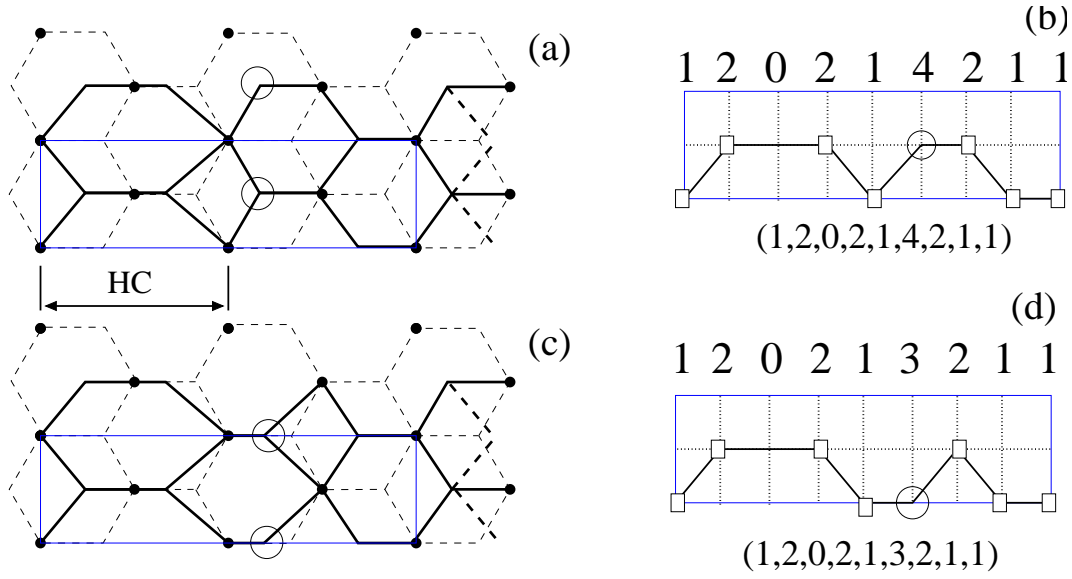 (a)
HC
(b)
1 2 0 2 1 4 2 1 1
(1,2,0,2,1,4,2,1,1)
(c)
(d)
1 2 0 2 1 3 2 1 1
(1,2,0,2,1,3,2,1,1)